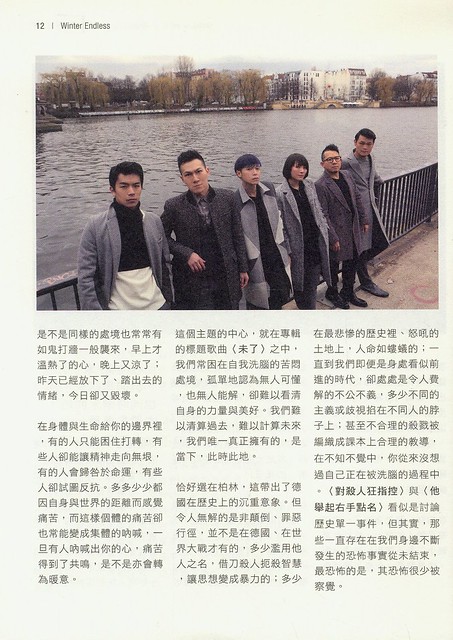 12 | Winter Endless
是不是同樣的處境也常常有
如鬼打牆一般襲來，早上才
溫熱了的心，晚上又涼了；
昨天已經放下了、踏出去的
情緒，今日卻又毀壞。
在身體與生命給你的邊界裡
，有的人只能困住打轉，有
些人卻能讓精神走向無垠，
有的人會歸咎於命運，有些
人卻試圖反抗。多多少少都
因自身與世界的距離而感覺
痛苦，而這樣個體的痛苦卻
也常能變成集體的吶喊，一
旦有人吶喊出你的心，痛苦
得到了共鳴，是不是亦會轉
為暖意。
這個主題的中心，就在專輯
的標題歌曲〈未了〉之中，
我們常困在自我洗腦的苦悶
處境，孤單地認為無人可懂
，也無人能解，卻難以看清
自身的力量與美好。我們難
以清算過去，難以計算未來
，我們唯一真正擁有的，是
當下，此時此地。
恰好選在柏林，這帶出了德
國在歷史上的沉重意象。但
令人無解的是非顛倒、罪惡
行徑，並不是在德國、在世
界大戰才有的，多少濫用他
人之名，借刀殺人扼殺智慧
，讓思想變成暴力的；多少
在最悲慘的歷史裡、怒吼的
土地上，人命如螻蟻的；一
直到我們即便是身處看似前
進的時代，卻處處是令人費
解的不公不義，多少不同的
主義或歧視掐在不同人的脖
子上；甚至不合理的殺戮被
編織成課本上合理的教導，
在不知不覺中，你從來沒想
過自己正在被洗腦的過程中
。〈對殺人狂指控〉與〈他
舉起右手點名〉看似是討論
歷史單一事件，但其實，那
些一直存在在我們身邊不斷
發生的恐怖事實從未結束，
最恐怖的是，其恐怖很少被
察覺。